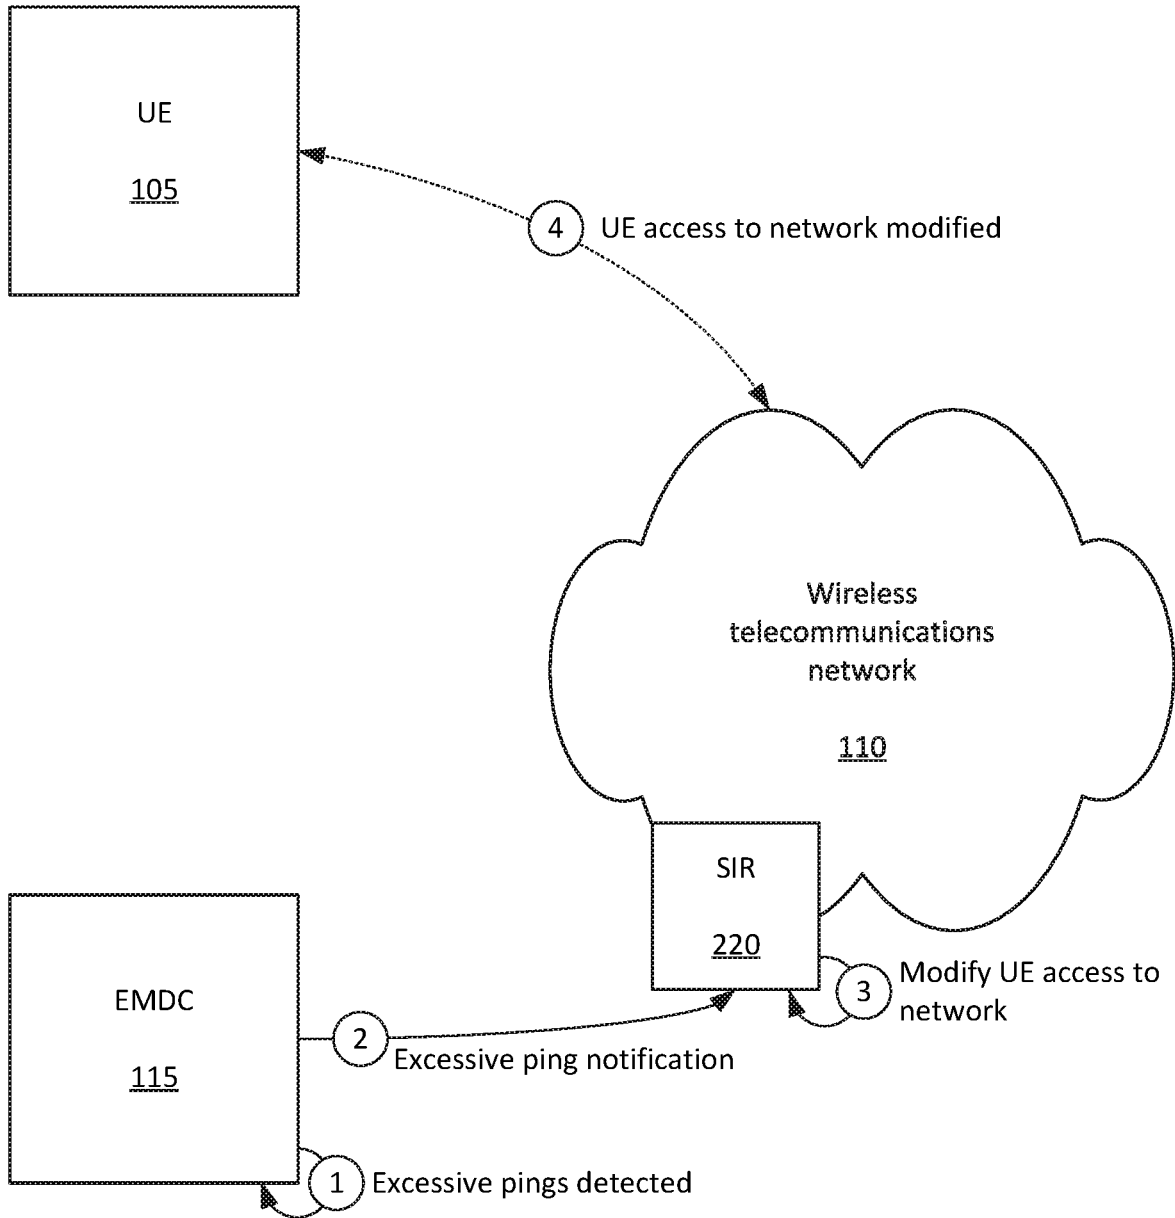 UE
105
4 UE access to network modified
Wireless
telecommunications
network
110
SIR
220
3 Modify UE access to
network
EMDC
115
2 Excessive ping notification
1 Excessive pings detected